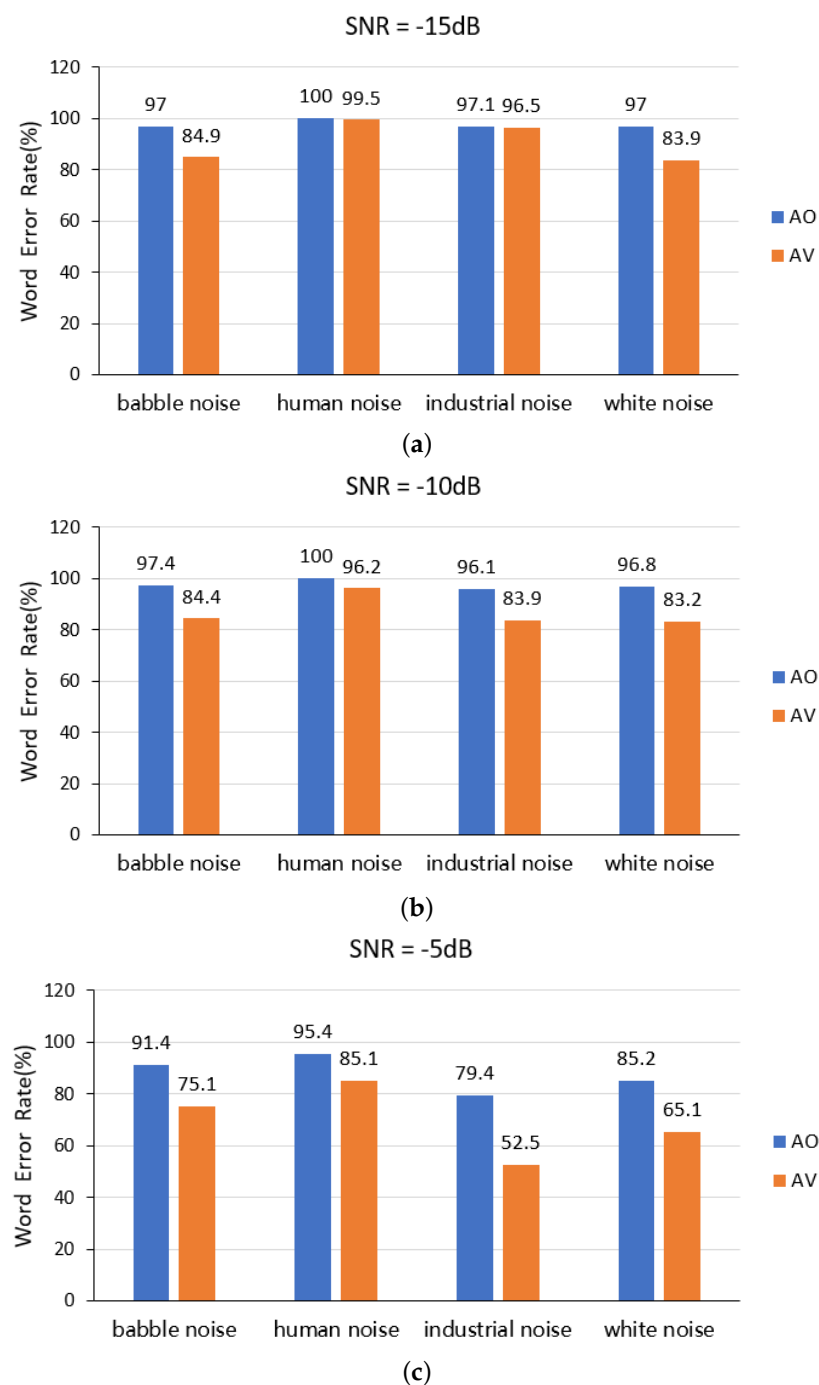 SNR = -15dB
Word Error Rate(%)
120
100
80
60
40
20
0
97
84.9
100
99.5
97.1
96.5
97
83.9
babble noise
human noise
industrial noise
white noise
AO
AV
(a)
SNR = -10dB
Word Error Rate(%)
120
100
80
60
40
20
0
97.4
84.4
100
96.2
96.1
83.9
96.8
83.2
babble noise
human noise
industrial noise
white noise
AO
AV
(b)
SNR = -5dB
Word Error Rate(%)
120
100
80
60
40
20
0
91.4
75.1
95.4
85.1
79.4
52.5
85.2
65.1
babble noise
human noise
industrial noise
white noise
AO
AV
(c)